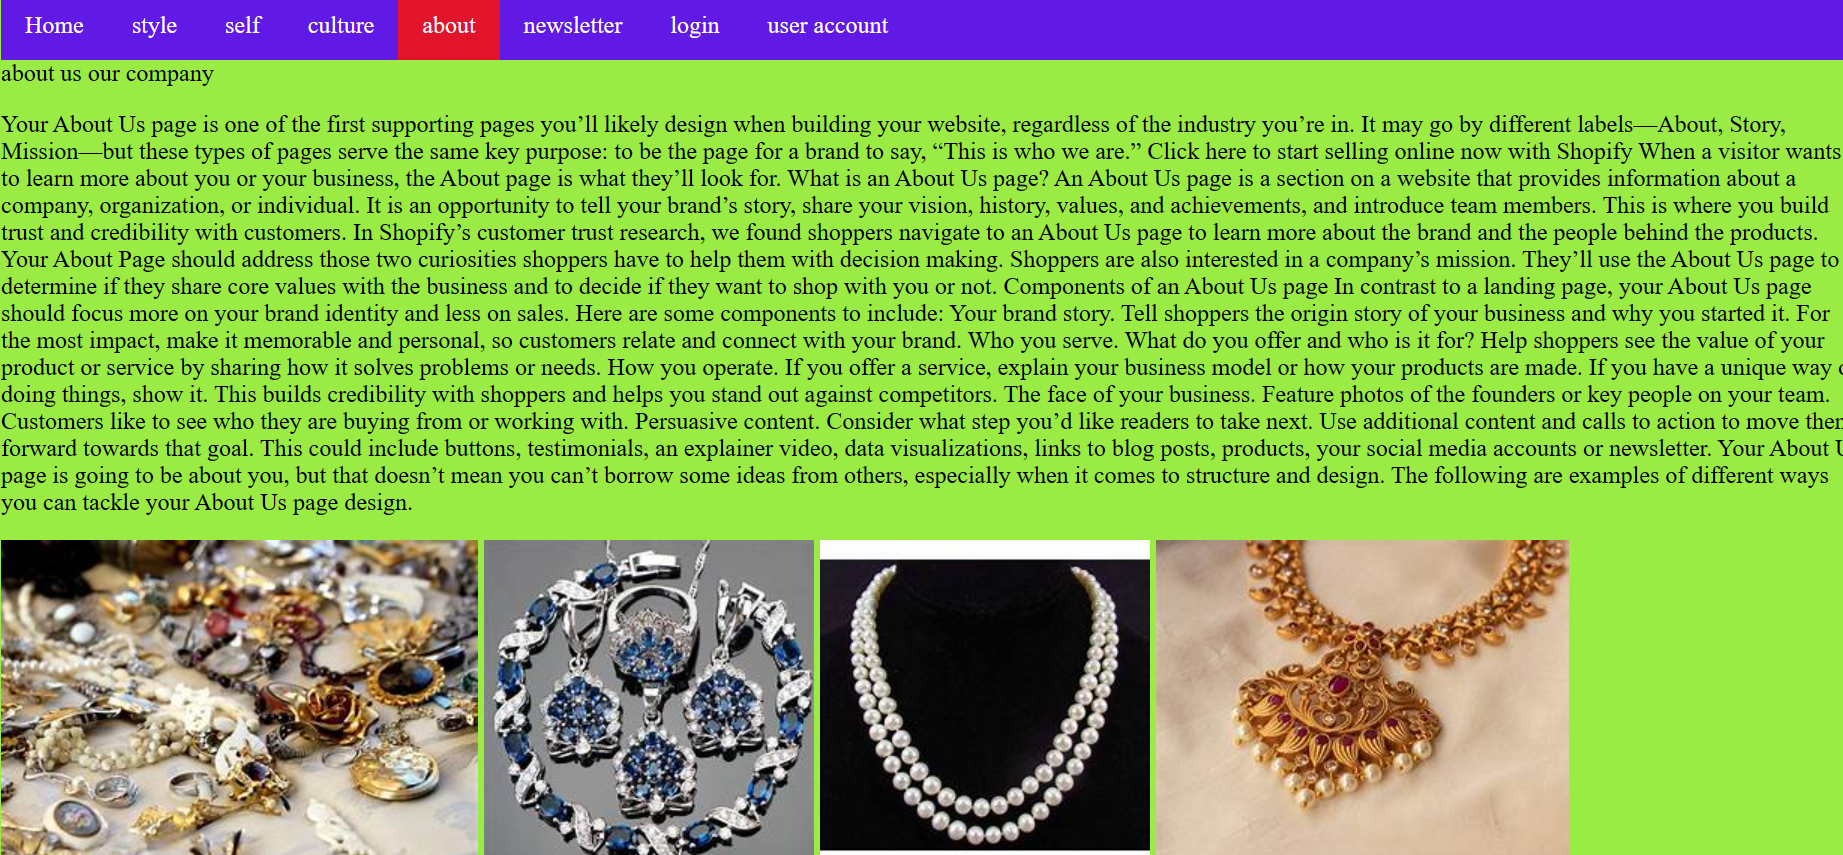 Home style self culture about newsletter login user account
about us our company
Your About Us page is one of the first supporting pages you’ll likely design when building your website, regardless of the industry you’re in. It may go by different labels—About, Story,
Mission—but these types of pages serve the same key purpose: to be the page for a brand to say, “This is who we are.” Click here to start selling online now with Shopify When a visitor wants
to learn more about you or your business, the About page is what they’ll look for. What is an About Us page? An About Us page is a section on a website that provides information about a
company, organization, or individual. It is an opportunity to tell your brand’s story, share your vision, history, values, and achievements, and introduce team members. This is where you build
trust and credibility with customers. In Shopify’s customer trust research, we found shoppers navigate to an About Us page to learn more about the brand and the people behind the products.
Your About Page should address those two curiosities shoppers have to help them with decision making. Shoppers are also interested in a company’s mission. They’ll use the About Us page to
determine if they share core values with the business and to decide if they want to shop with you or not. Components of an About Us page In contrast to a landing page, your About Us page
should focus more on your brand identity and less on sales. Here are some components to include: Your brand story. Tell shoppers the origin story of your business and why you started it. For
the most impact, make it memorable and personal, so customers relate and connect with your brand. Who you serve. What do you offer and who is it for? Help shoppers see the value of your
product or service by sharing how it solves problems or needs. How you operate. If you offer a service, explain your business model or how your products are made. If you have a unique way
doing things, show it. This builds credibility with shoppers and helps you stand out against competitors. The face of your business. Feature photos of the founders or key people on your team.
Customers like to see who they are buying from or working with. Persuasive content. Consider what step you’d like readers to take next. Use additional content and calls to action to move
forward towards that goal. This could include buttons, testimonials, an explainer video, data visualizations, links to blog posts, products, your social media accounts or newsletter. Your About
page is going to be about you, but that doesn’t mean you can’t borrow some ideas from others, especially when it comes to structure and design. The following are examples of different ways
you can tackle your About Us page design.